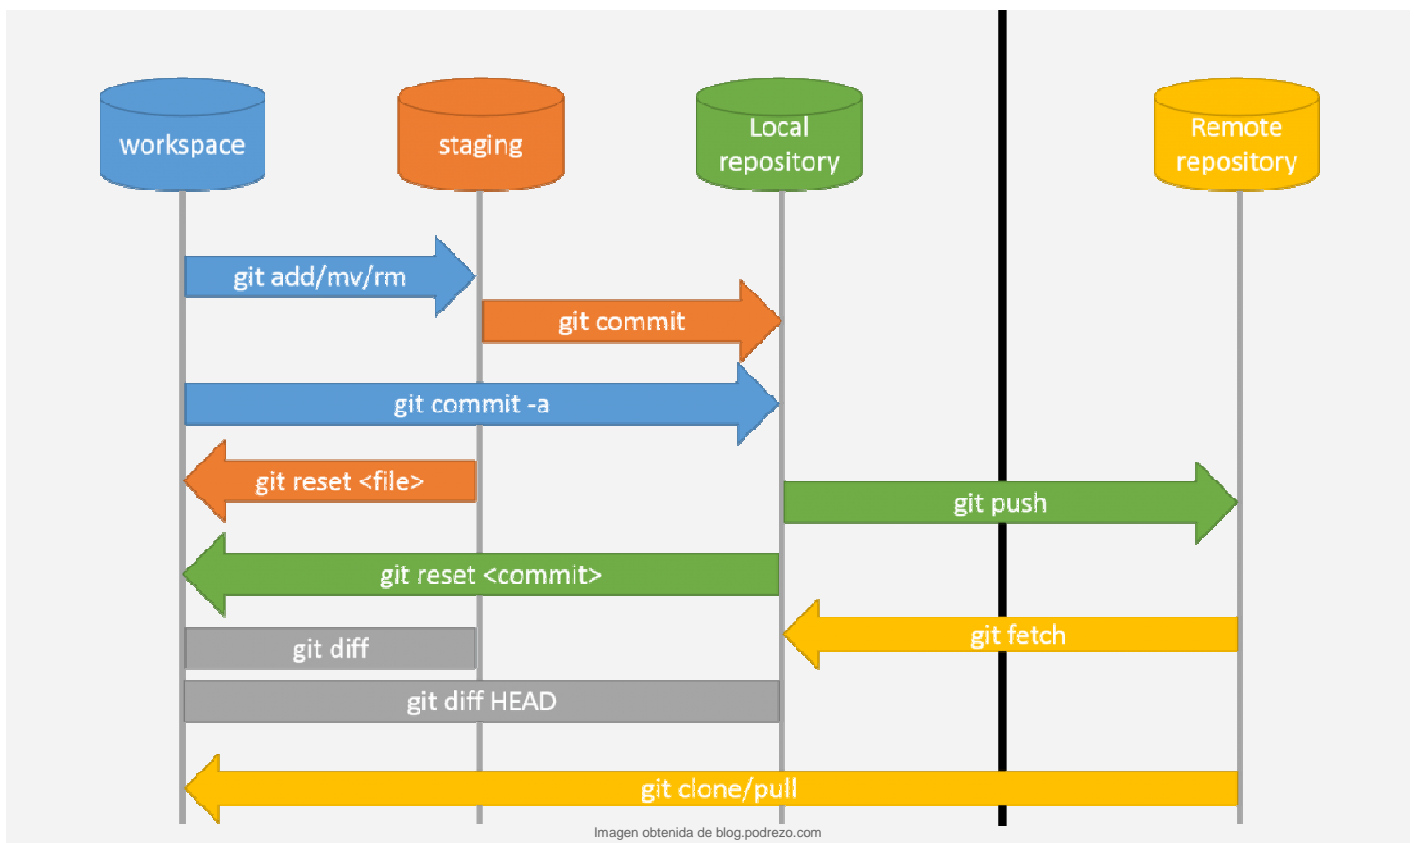 workspace
staging
Local
repository
Remote
repository
git add/mv/rm
git commit
git commit -a
git reset <file>
git push
git reset <commit>
git fetch
git diff
git diff HEAD
git clone/pull
Imagen obtenida de blog.podrezo.com